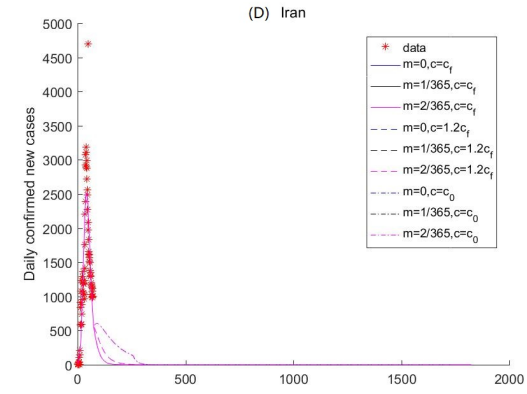 (D) Iran
5000
4500
4000
3500
3000
2500
2000
1500
1000
500
0
Daily confirmed new cases
0 500 1000 1500 2000
data
m=0,c=c_f
m=1/365,c=c_f
m=2/365,c=c_f
m=0,c=1.2c_f
m=1/365,c=1.2c_f
m=2/365,c=1.2c_f
m=0,c=c_0
m=1/365,c=c_0
m=2/365,c=c_0